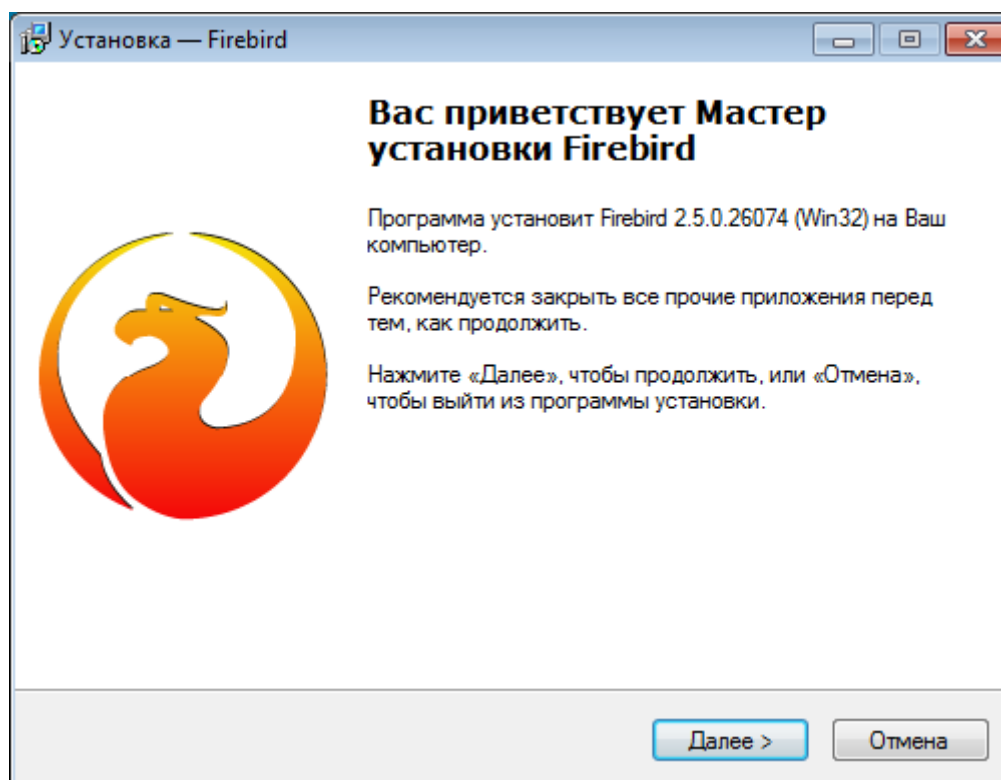 Установка — Firebird
Вас приветствует Мастер
установки Firebird
Программа установит Firebird 2.5.0.26074 (Win32) на Ваш
компьютер.
Рекомендуется закрыть все прочие приложения перед
тем, как продолжить.
Нажмите «Далее», чтобы продолжить, или «Отмена»,
чтобы выйти из программы установки.
Далее > Отмена